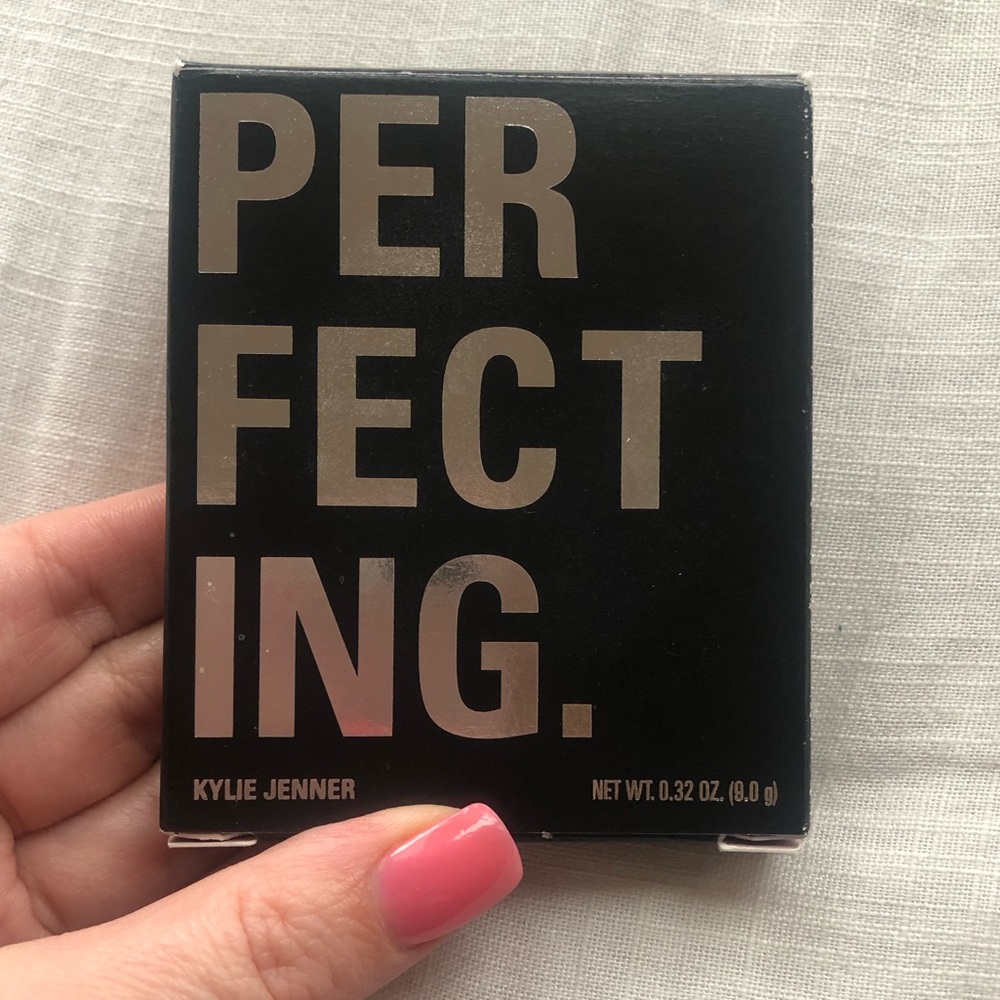 PER
FECT
ING.
KYLIE JENNER NET WT. 0.32 OZ. (9.0 g)